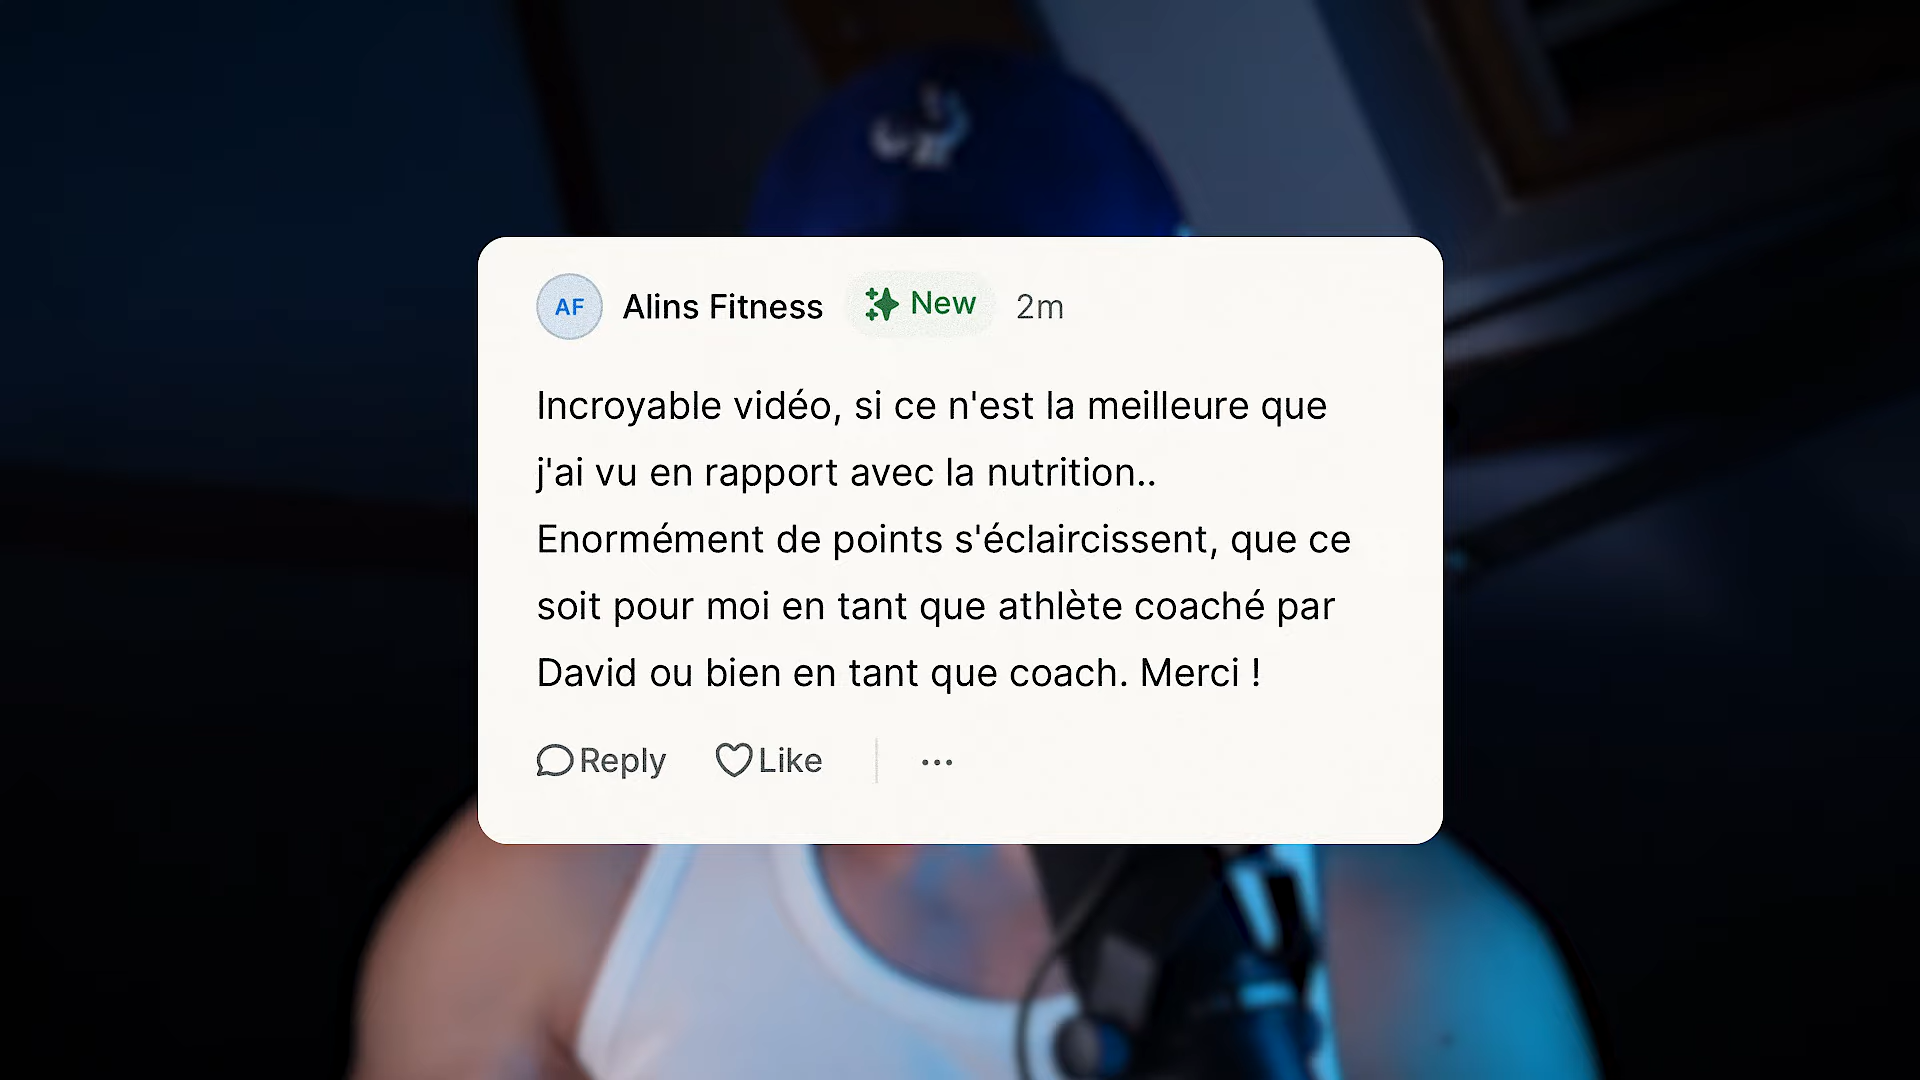 AF Alins Fitness New 2m
Incroyable vidéo, si ce n'est la meilleure que
j'ai vu en rapport avec la nutrition..
Enormément de points s'éclaircissent, que ce
soit pour moi en tant que athlète coaché par
David ou bien en tant que coach. Merci !
Reply Like ...